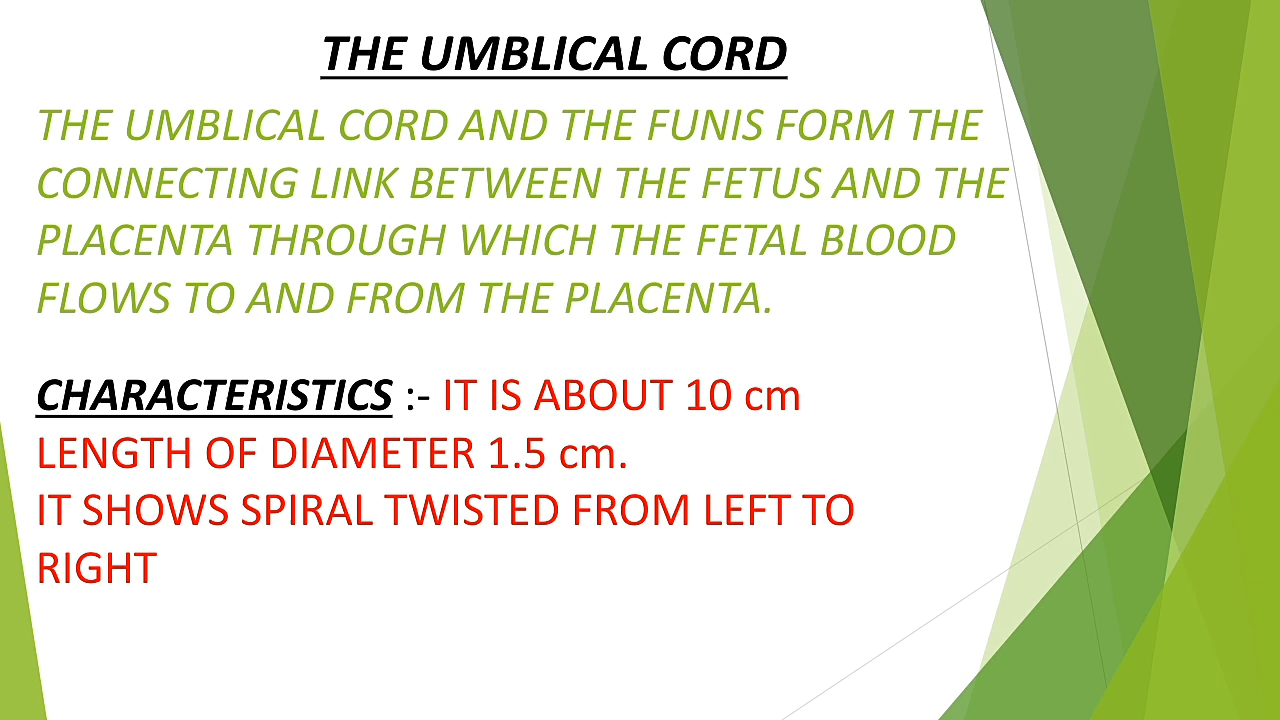 THE UMBLICAL CORD
THE UMBLICAL CORD AND THE FUNIS FORM THE
CONNECTING LINK BETWEEN THE FETUS AND THE
PLACENTA THROUGH WHICH THE FETAL BLOOD
FLOWS TO AND FROM THE PLACENTA.
CHARACTERISTICS :- IT IS ABOUT 10 cm
LENGTH OF DIAMETER 1.5 cm.
IT SHOWS SPIRAL TWISTED FROM LEFT TO
RIGHT